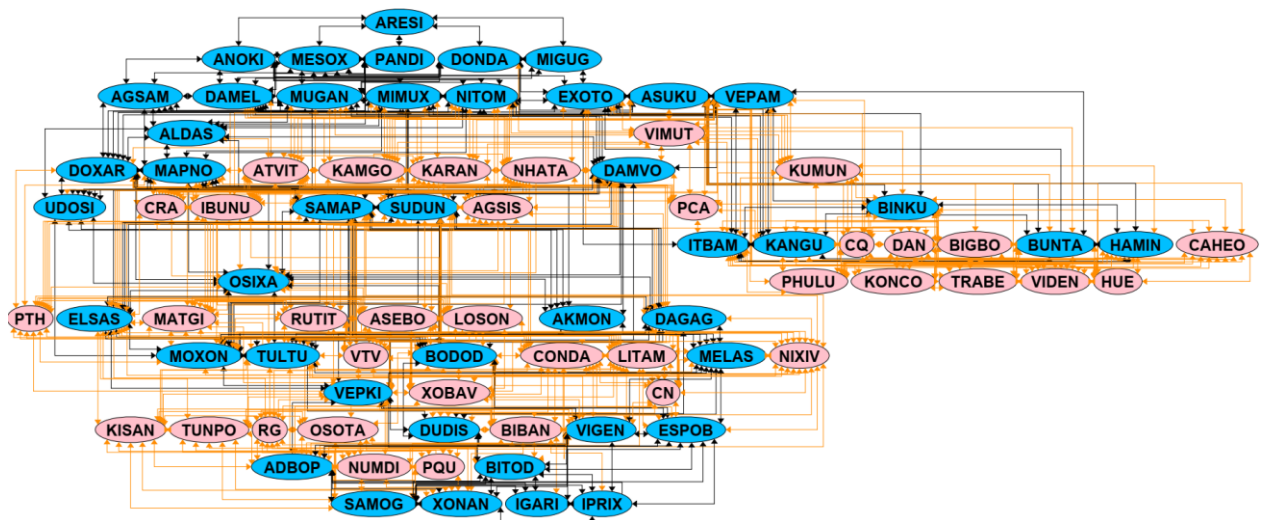 ARESI
ANOKI MESOX PANDI DONDA MIGUG
AGSAM DAMEL MUGAN MIMUX NITOM EXOTO ASUKU VEPAM
ALDAS VIMUT
DOXAR MAPNO ATVIT KAMGO KARAN NHATA DAMVO KUMUN
UDOSI CRA IBUNU SAMAP SUDUN AGSIS PCA BINKU
ITBAM KANGU CQ DAN BIGBO BUNTA HAMIN CAHEO
OSIXA PHULU KONCO TRABE VIDEN HUE
PTH ELSAS MATGI RUTIT ASEBO LOSON AKMON DAGAG
MOXON TULTU VTV BODOD CONDA LITAM MELAS NIXIV
VEPKI XOBAV CN
KISAN TUNPO RG OSOTA DUDIS BIBAN VIGEN ESPOB
ADBOP NUMDI PQU BITOD
SAMOG XONAN IGARI IPRIX